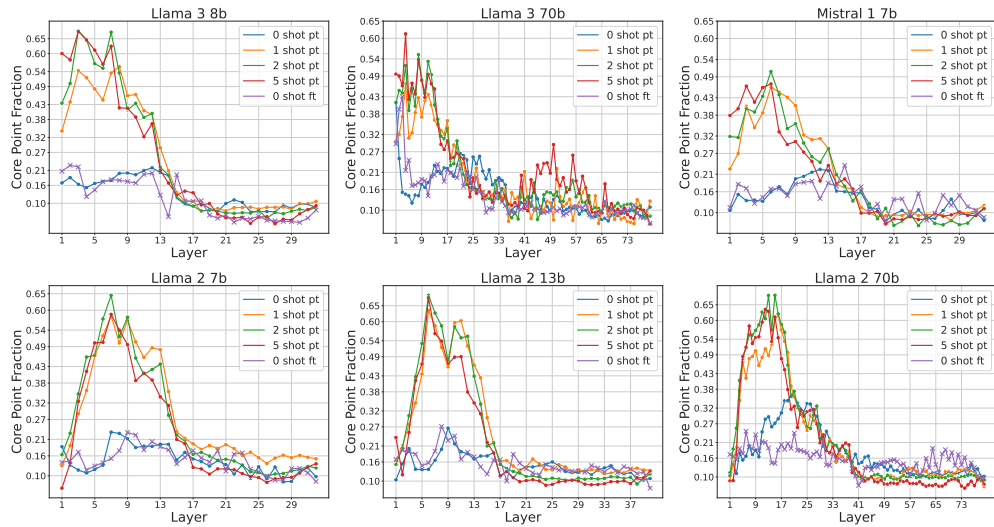 Llama 3 8b
Core Point Fraction
0.65
0.60
0.54
0.49
0.43
0.38
0.32
0.27
0.21
0.16
0.10
1 5 9 13 17 21 25 29
Layer
0 shot pt
1 shot pt
2 shot pt
5 shot pt
0 shot ft
Llama 3 70b
Core Point Fraction
0.65
0.60
0.54
0.49
0.43
0.38
0.32
0.27
0.21
0.16
0.10
1 9 17 25 33 41 49 57 65 73
Layer
0 shot pt
1 shot pt
2 shot pt
5 shot pt
0 shot ft
Mistral 1 7b
Core Point Fraction
0.65
0.60
0.54
0.49
0.43
0.38
0.32
0.27
0.21
0.16
0.10
1 5 9 13 17 21 25 29
Layer
0 shot pt
1 shot pt
2 shot pt
5 shot pt
0 shot ft
Llama 2 7b
Core Point Fraction
0.65
0.60
0.54
0.49
0.43
0.38
0.32
0.27
0.21
0.16
0.10
1 5 9 13 17 21 25 29
Layer
0 shot pt
1 shot pt
2 shot pt
5 shot pt
0 shot ft
Llama 2 13b
Core Point Fraction
0.65
0.60
0.54
0.49
0.43
0.38
0.32
0.27
0.21
0.16
0.10
1 5 9 13 17 21 25 29 33 37
Layer
0 shot pt
1 shot pt
2 shot pt
5 shot pt
0 shot ft
Llama 2 70b
Core Point Fraction
0.65
0.60
0.54
0.49
0.43
0.38
0.32
0.27
0.21
0.16
0.10
1 9 17 25 33 41 49 57 65 73
Layer
0 shot pt
1 shot pt
2 shot pt
5 shot pt
0 shot ft